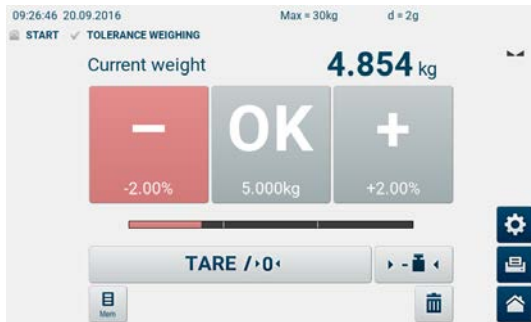 09:26:46 20.09.2016 Max = 30kg d = 2g
START TOLERANCE WEIGHING
Current weight 4.854 kg
− OK +
-2.00% 5.000kg +2.00%
TARE /›0‹
Mem